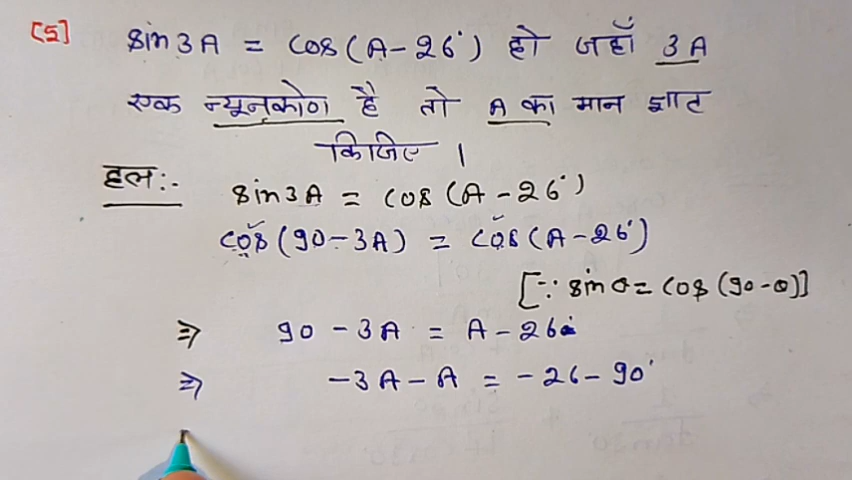 [5] sin 3A = cos (A - 26°) हो जहाँ 3A
एक न्यूनकोण है तो A का मान ज्ञात
किजिए ।
हल:- sin 3A = cos (A - 26°)
cos (90 - 3A) = cos (A - 26°)
[∵ sin θ = cos (90 - θ)]
⇒ 90 - 3A = A - 26°
⇒ -3A - A = -26 - 90°